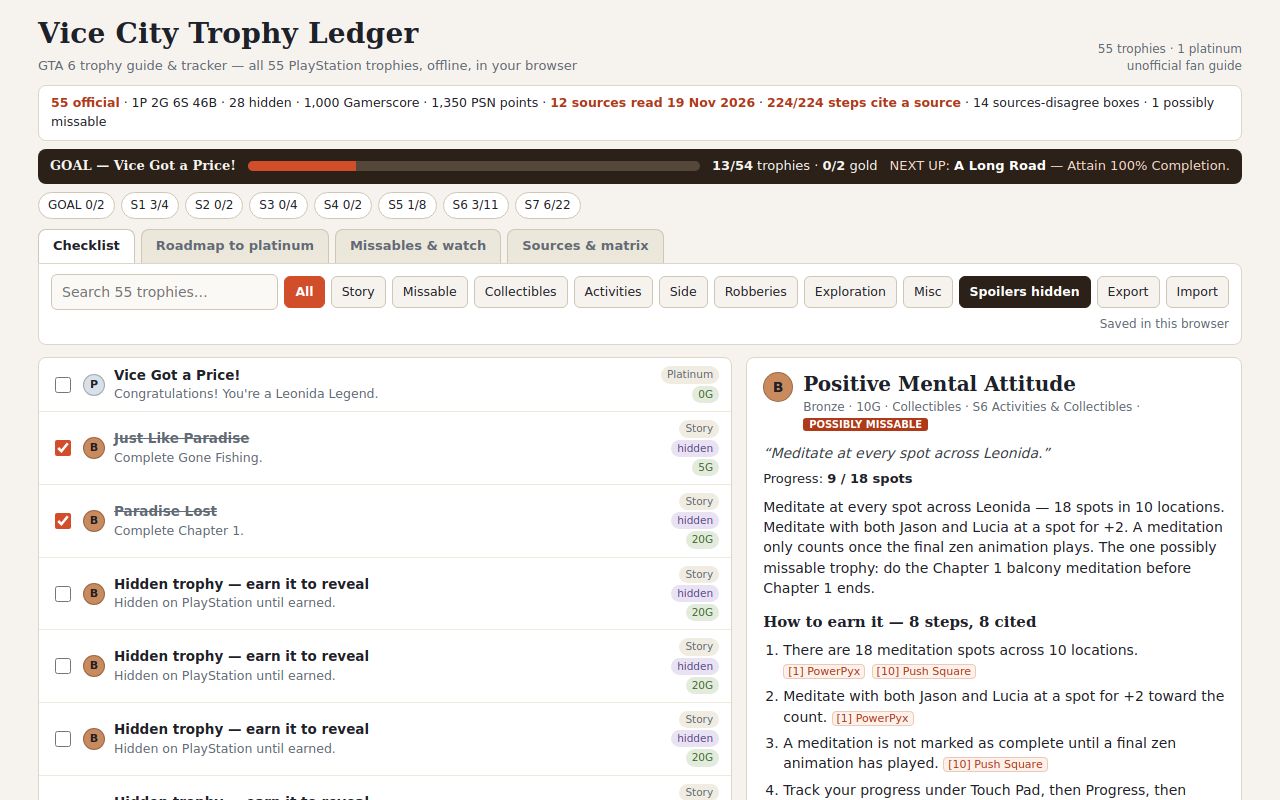 Vice City Trophy Ledger
GTA 6 trophy guide & tracker — all 55 PlayStation trophies, offline, in your browser
55 trophies · 1 platinum
unofficial fan guide
55 official · 1P 2G 6S 46B · 28 hidden · 1,000 Gamerscore · 1,350 PSN points · 12 sources read 19 Nov 2026 · 224/224 steps cite a source · 14 sources-disagree boxes · 1 possibly
missable
GOAL — Vice Got a Price! 13/54 trophies · 0/2 gold NEXT UP: A Long Road — Attain 100% Completion.
GOAL 0/2 S1 3/4 S2 0/2 S3 0/4 S4 0/2 S5 1/8 S6 3/11 S7 6/22
Checklist Roadmap to platinum Missables & watch Sources & matrix
Search 55 trophies... All Story Missable Collectibles Activities Side Robberies Exploration Misc Spoilers hidden Export Import
Saved in this browser
P Vice Got a Price! Platinum
Congratulations! You're a Leonida Legend. 0G
Story
B Just Like Paradise hidden
Complete Gone Fishing. 5G
Story
B Paradise Lost hidden
Complete Chapter 1. 20G
Story
B Hidden trophy — earn it to reveal hidden
Hidden on PlayStation until earned. 20G
Story
B Hidden trophy — earn it to reveal hidden
Hidden on PlayStation until earned. 20G
Story
B Hidden trophy — earn it to reveal hidden
Hidden on PlayStation until earned. 20G
Story
Hidden trophy — earn it to reveal
B Positive Mental Attitude
Bronze · 10G · Collectibles · S6 Activities & Collectibles ·
POSSIBLY MISSABLE
“Meditate at every spot across Leonida.”
Progress: 9 / 18 spots
Meditate at every spot across Leonida — 18 spots in 10 locations.
Meditate with both Jason and Lucia at a spot for +2. A meditation
only counts once the final zen animation plays. The one possibly
missable trophy: do the Chapter 1 balcony meditation before
Chapter 1 ends.
How to earn it — 8 steps, 8 cited
1. There are 18 meditation spots across 10 locations.
[1] PowerPyx [10] Push Square
2. Meditate with both Jason and Lucia at a spot for +2 toward the
count. [1] PowerPyx
3. A meditation is not marked as complete until a final zen
animation has played. [10] Push Square
4. Track your progress under Touch Pad, then Progress, then